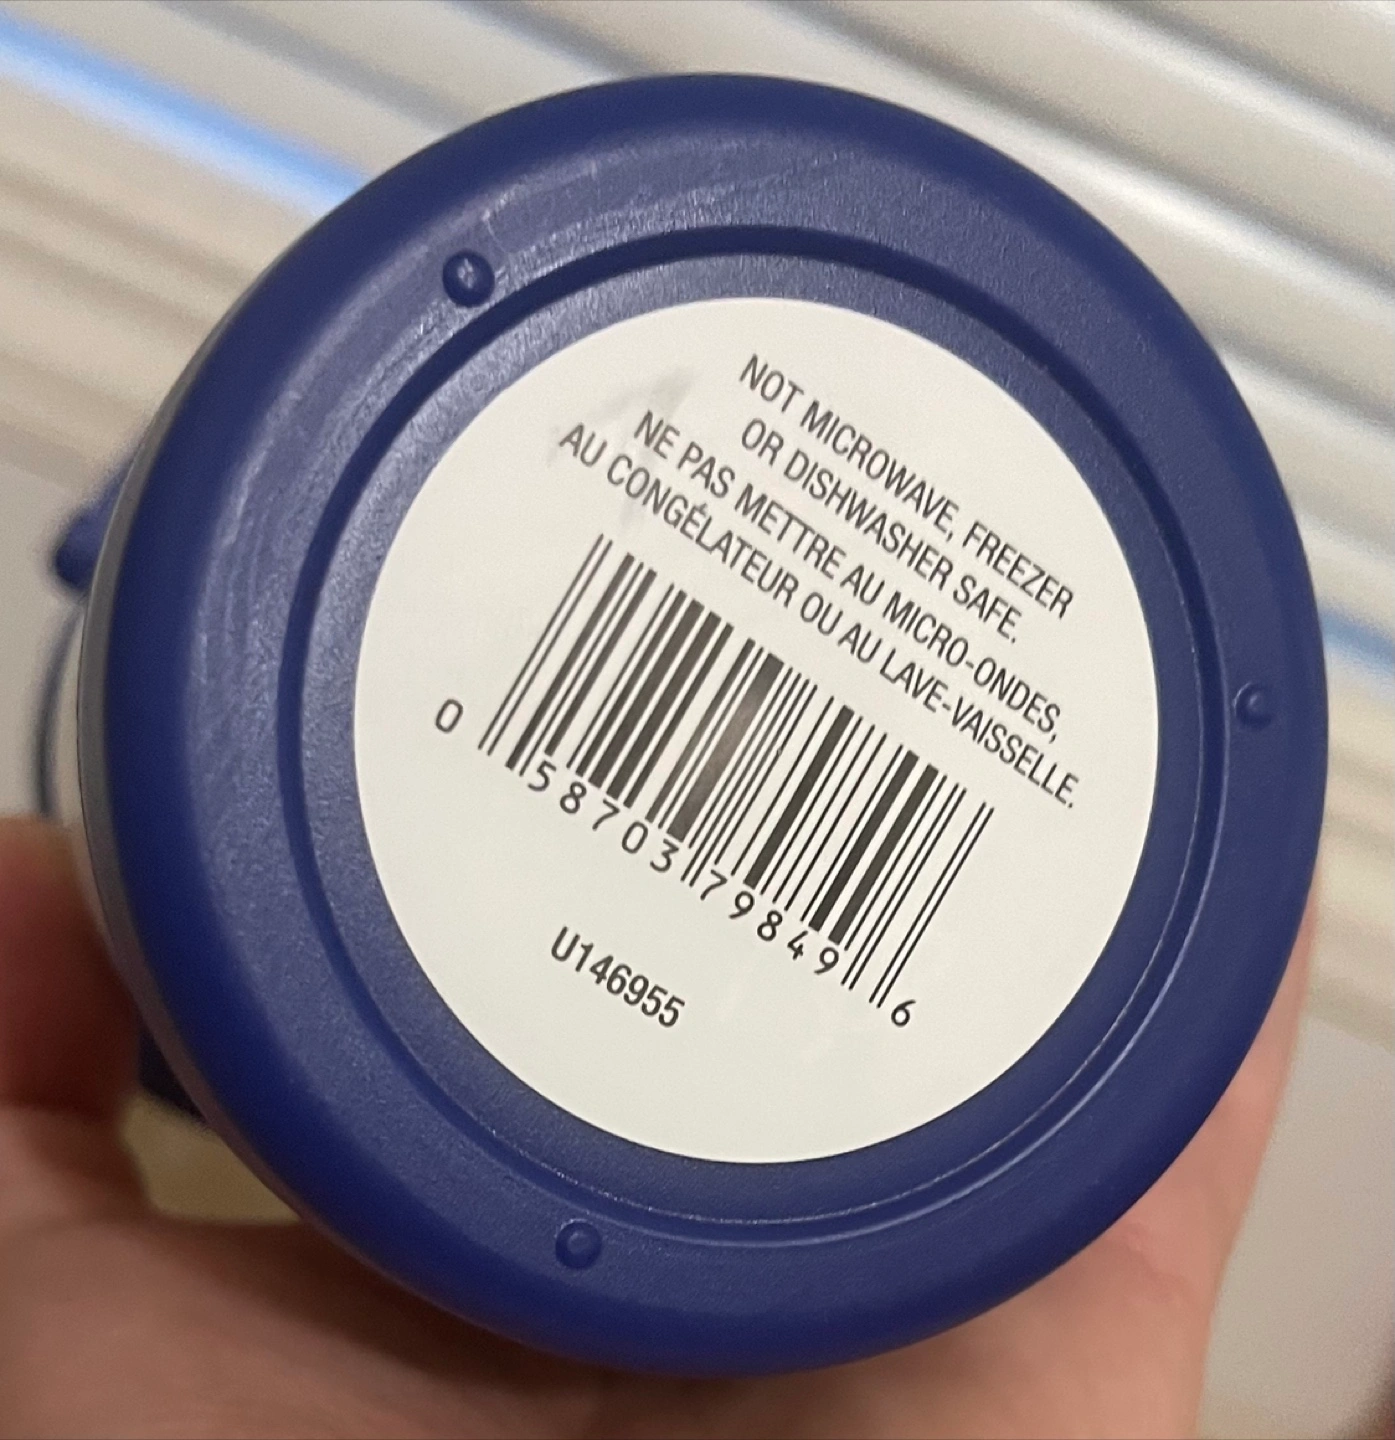 NOT MICROWAVE, FREEZER
OR DISHWASHER SAFE.
NE PAS METTRE AU MICRO-ONDES,
AU CONGÉLATEUR OU AU LAVE-VAISSELLE.
0 58703 79849 6
U146955